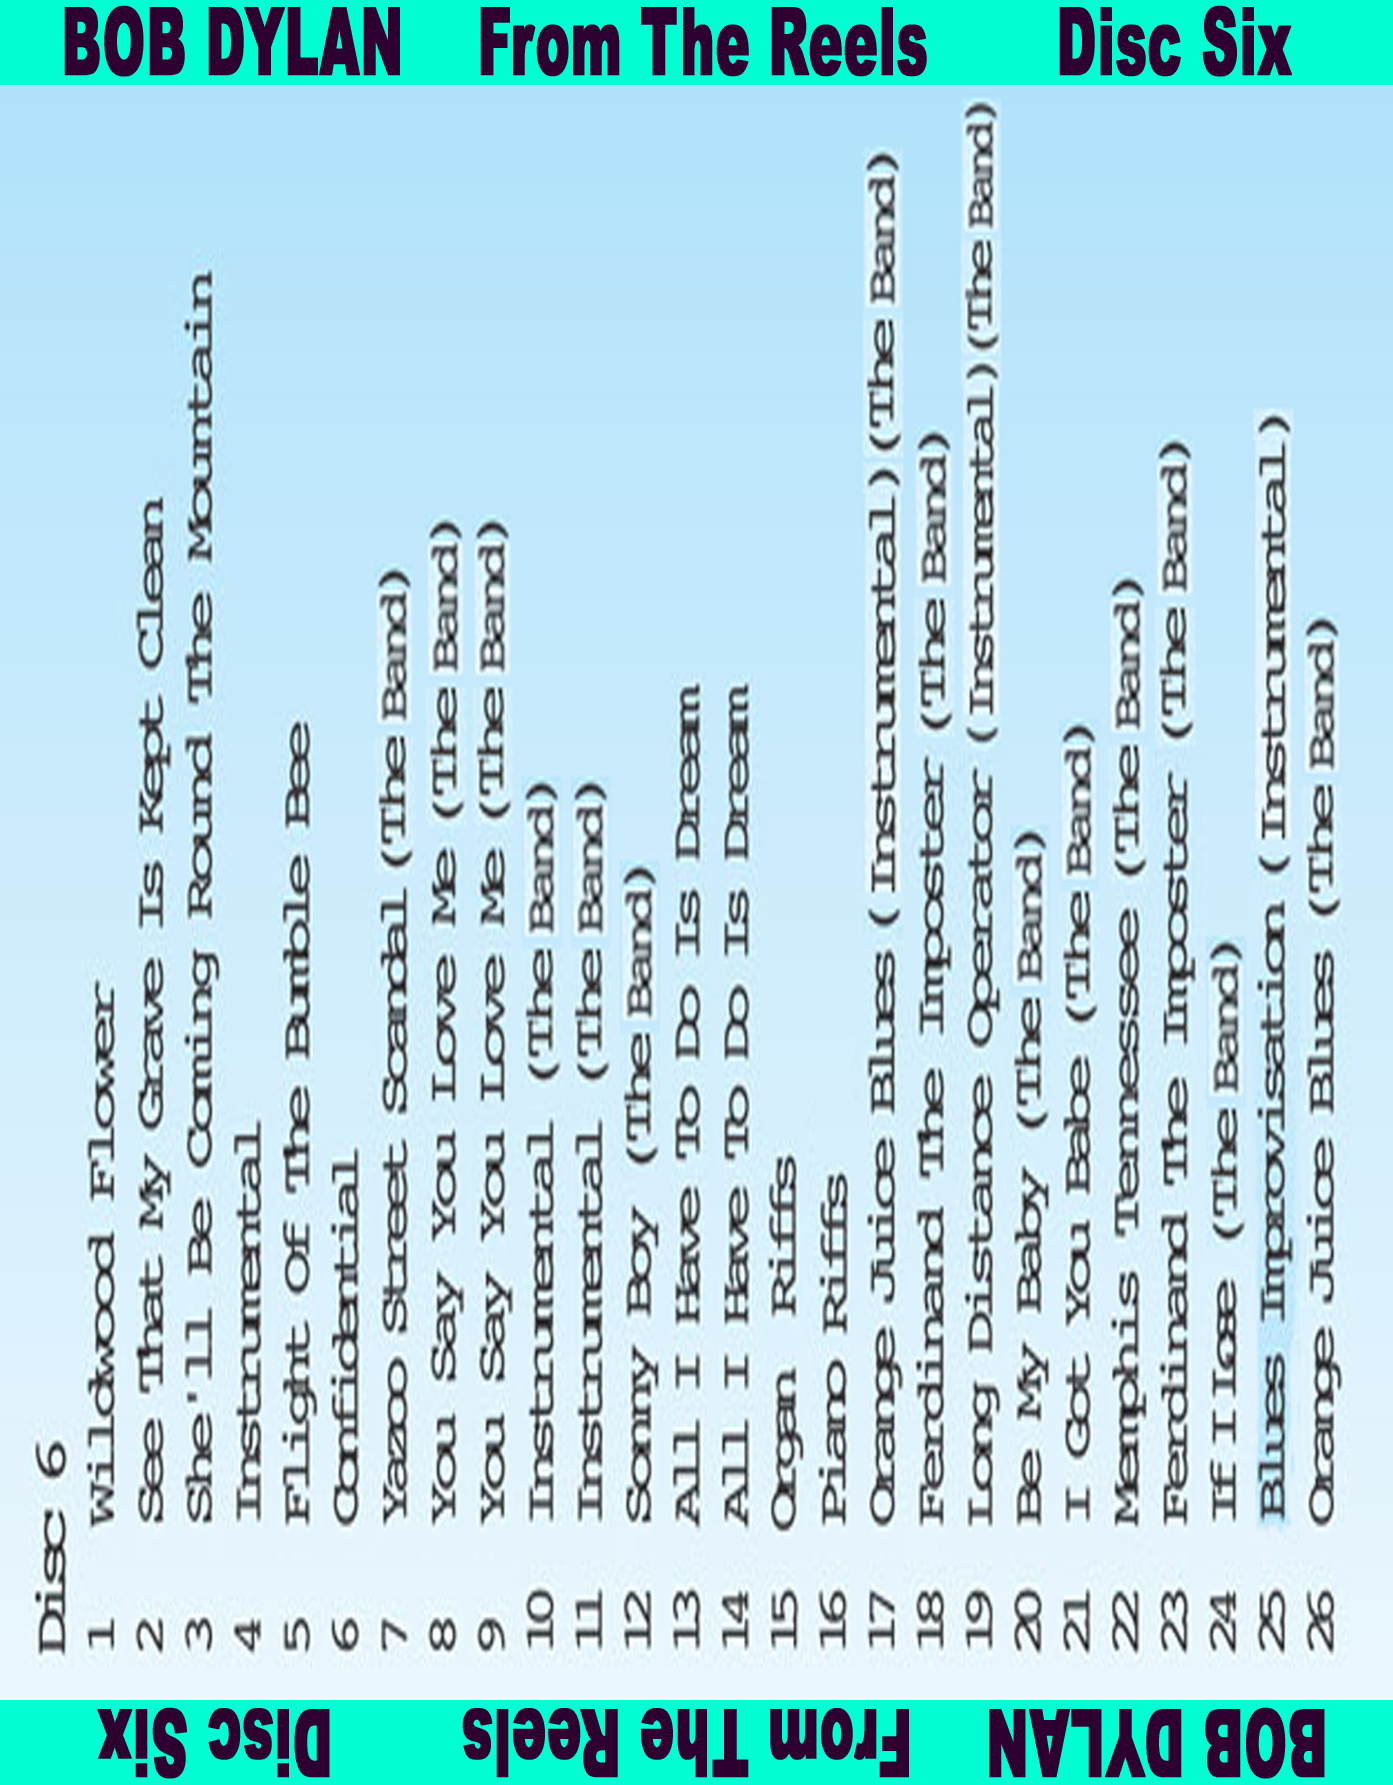 BOB DYLAN From The Reels Disc Six
Disc 6
1 Wildwood Flower
2 See That My Grave Is Kept Clean
3 She'll Be Coming Round The Mountain
4 Instrumental
5 Flight Of The Bumble Bee
6 Confidential
7 Yazoo Street Scandal (The Band)
8 You Say You Love Me (The Band)
9 You Say You Love Me (The Band)
10 Instrumental (The Band)
11 Instrumental (The Band)
12 Sonny Boy (The Band)
13 All I Have To Do Is Dream
14 All I Have To Do Is Dream
15 Organ Riffs
16 Piano Riffs
17 Orange Juice Blues ( Instrumental) (The Band)
18 Ferdinand The Imposter (The Band)
19 Long Distance Operator ( Instrumental) (The Band)
20 Be My Baby (The Band)
21 I Got You Babe (The Band)
22 Memphis Tennessee (The Band)
23 Ferdinand The Imposter (The Band)
24 If I Lose (The Band)
25 Blues Improvisation ( Instrumental)
26 Orange Juice Blues (The Band)
BOB DYLAN From The Reels Disc Six